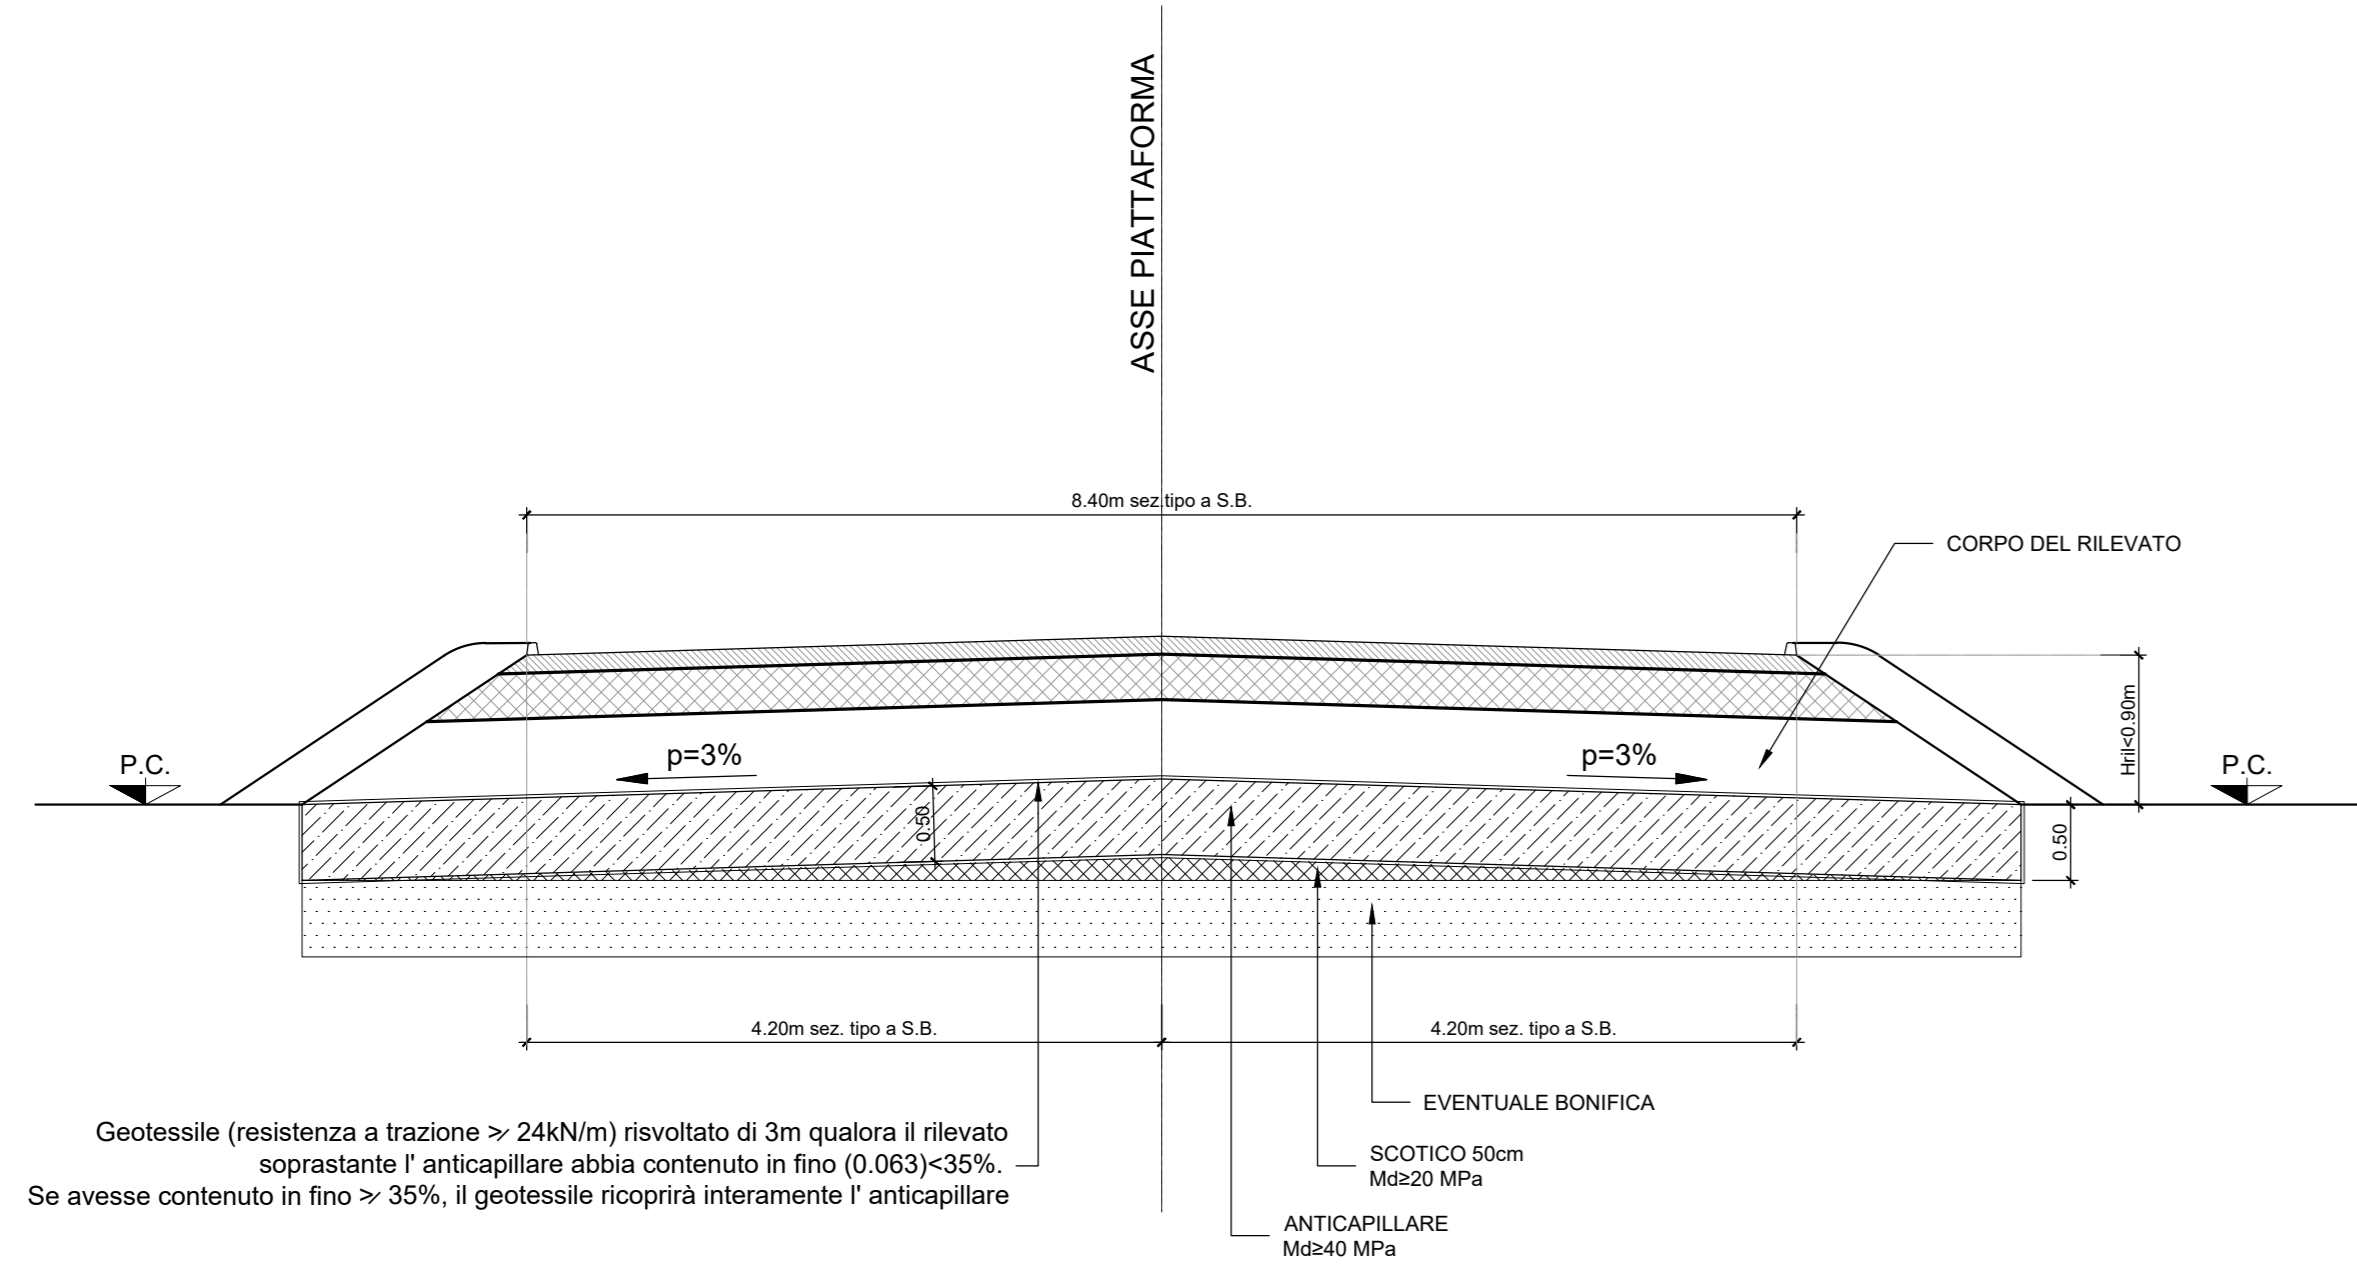 ASSE PIATTAFORMA
8.40m sez.tipo a S.B.
CORPO DEL RILEVATO
p=3%
p=3%
P.C.
P.C.
Hril<0.90m
0.50
0.50
4.20m sez. tipo a S.B.
4.20m sez. tipo a S.B.
EVENTUALE BONIFICA
Geotessile (resistenza a trazione ⩾ 24kN/m) risvoltato di 3m qualora il rilevato
soprastante l' anticapillare abbia contenuto in fino (0.063)<35%.
Se avesse contenuto in fino ⩾ 35%, il geotessile ricoprirà interamente l' anticapillare
SCOTICO 50cm
Md≥20 MPa
ANTICAPILLARE
Md≥40 MPa